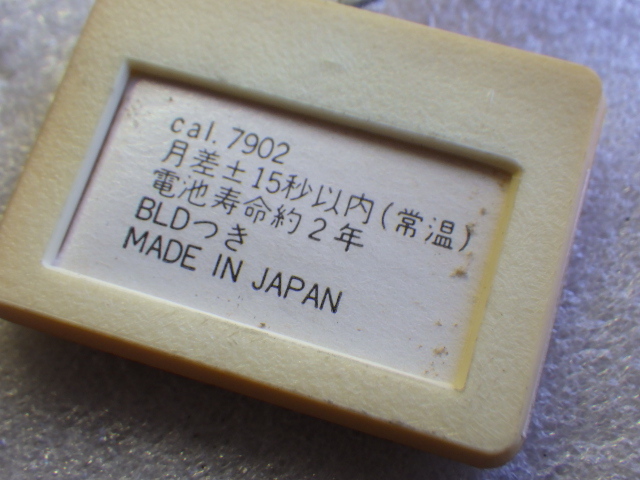 cal. 7902
月差±15秒以内(常温)
電池寿命約2年
BLDつき
MADE IN JAPAN